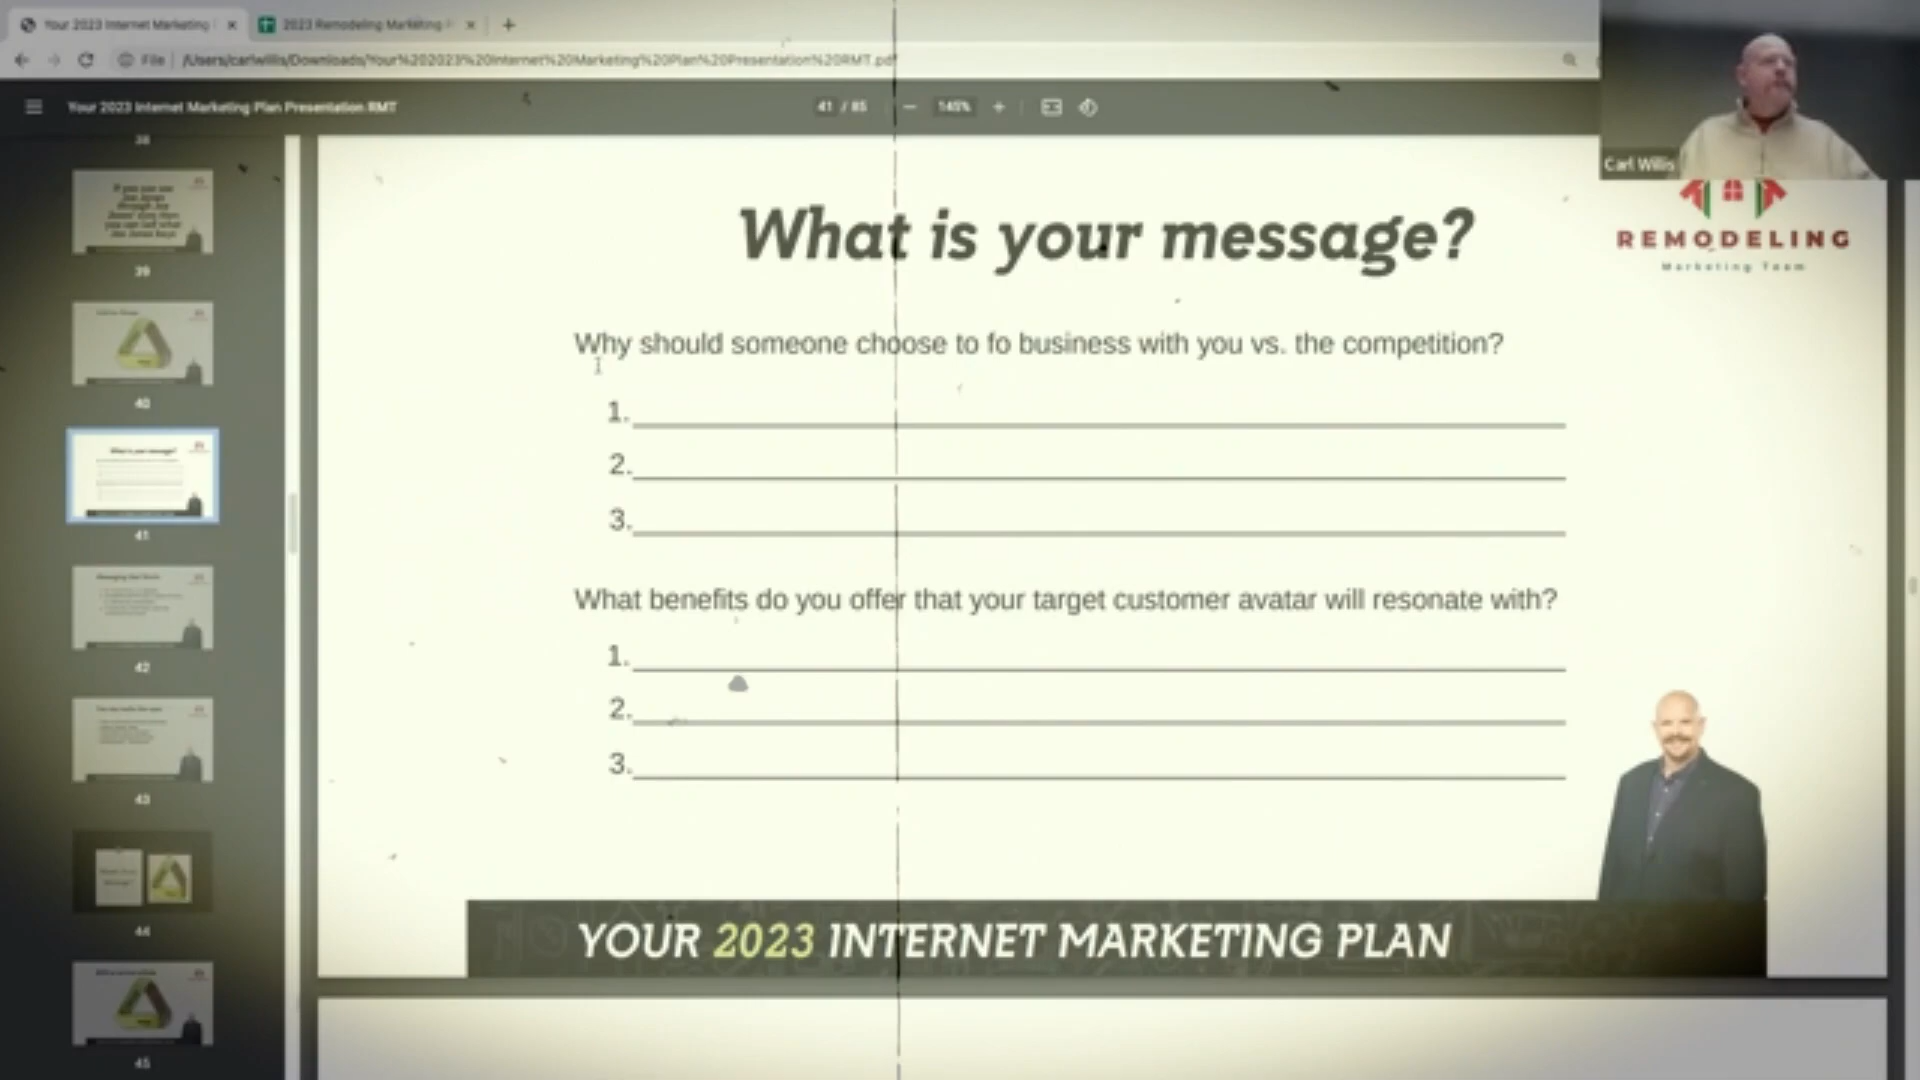 Your 2023 Internet Marketing
2023 Remodeling Marketing
File /Users/carlwillis/Downloads/Your%202023%20Internet%20Marketing%20Plan%20Presentation%20RMT.pdf
Your 2023 Internet Marketing Plan Presentation RMT
41 / 85
145%
Carl Willis
38
39
40
41
42
43
44
45
REMODELING
Marketing Team
What is your message?
Why should someone choose to fo business with you vs. the competition?
1.
2.
3.
What benefits do you offer that your target customer avatar will resonate with?
1.
2.
3.
YOUR 2023 INTERNET MARKETING PLAN